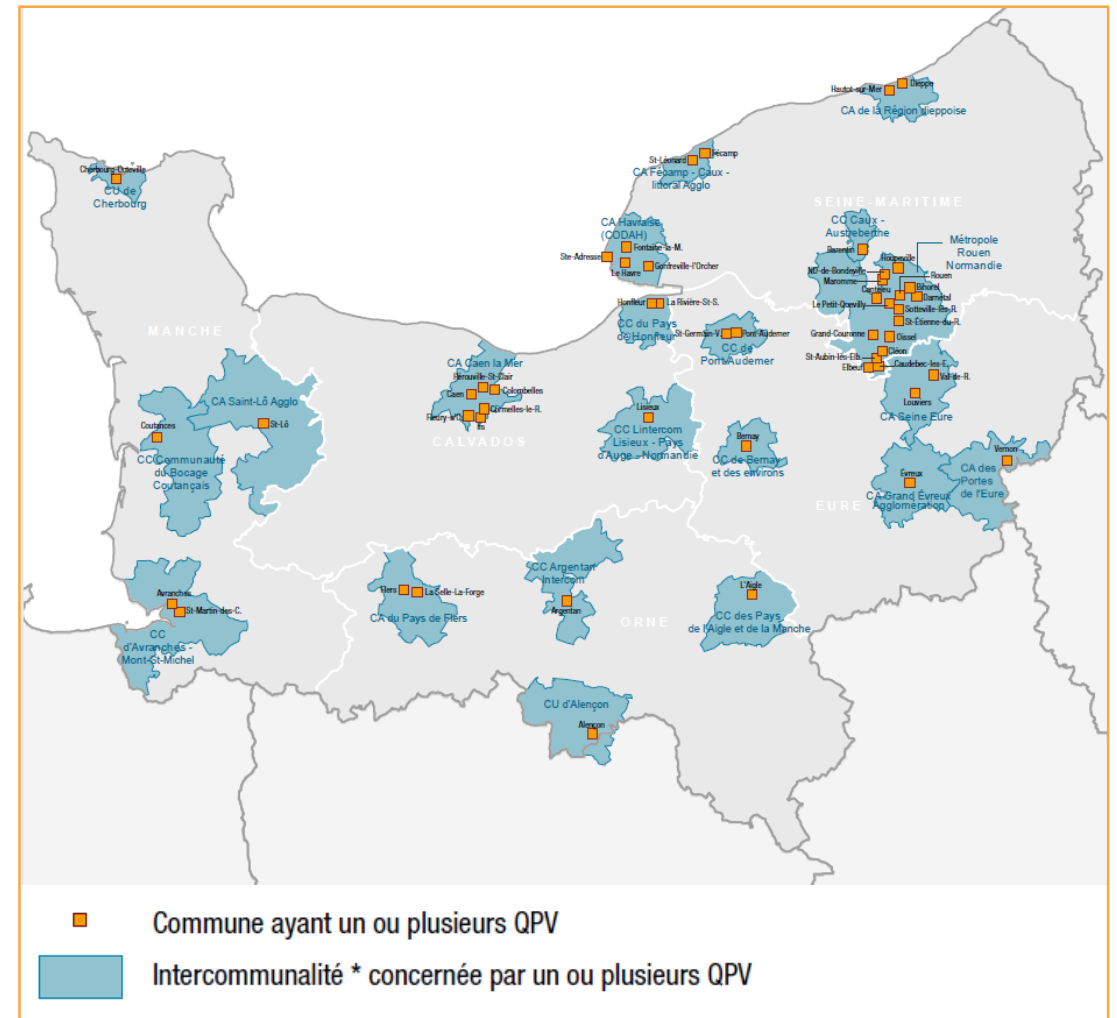 Dieppe
Hautot-sur-Mer
CA de la Région dieppoise
Fécamp
St-Léonard
CA Fécamp - Caux -
littoral Agglo
Cherbourg-Octeville
CU de
Cherbourg
SEINE-MARITIME
CC Caux -
Austreberthe
CA Havraise
(CODAH)
Métropole
Rouen
Normandie
Barentin
Fontaine-la-M.
Houpeville
Ste-Adresse
Le Havre
Gonfreville-l'Orcher
ND-de-Bondeville
Maromme
Rouen
Canteleu
Bihorel
Darnétal
Honfleur
La Rivière-St-S.
Le Petit-Quevilly
Sotteville-lès-R.
St-Étienne-du-R.
MANCHE
CC du Pays
de Honfleur
St-Germain-V.
Pont-Audemer
CC de
Pont-Audemer
Grand-Couronne
Oissel
Cléon
St-Aubin-lès-Elb.
Caudebec-les-E.
Elbeuf
Val-de-R.
Louviers
CA Seine Eure
CA Caen la Mer
Hérouville-St-Clair
Caen
Colombelles
Cormelles-le-R.
Fleury-s/O.
Ifs
CALVADOS
CA Saint-Lô Agglo
St-Lô
Coutances
CC Communauté
du Bocage
Coutançais
Lisieux
CC Lintercom
Lisieux - Pays
d'Auge - Normandie
Bernay
CC de Bernay
et des environs
Vernon
CA des
Portes
de l'Eure
Évreux
CA Grand Évreux
Agglomération
EURE
CC Argentan
Intercom
Argentan
Flers
La Selle-La-Forge
CA du Pays de Flers
L'Aigle
CC des Pays
de l'Aigle et de la Marche
ORNE
Avranches
St-Martin-des-C.
CC
d'Avranches -
Mont-St-Michel
CU d'Alençon
Alençon
Commune ayant un ou plusieurs QPV
Intercommunalité * concernée par un ou plusieurs QPV